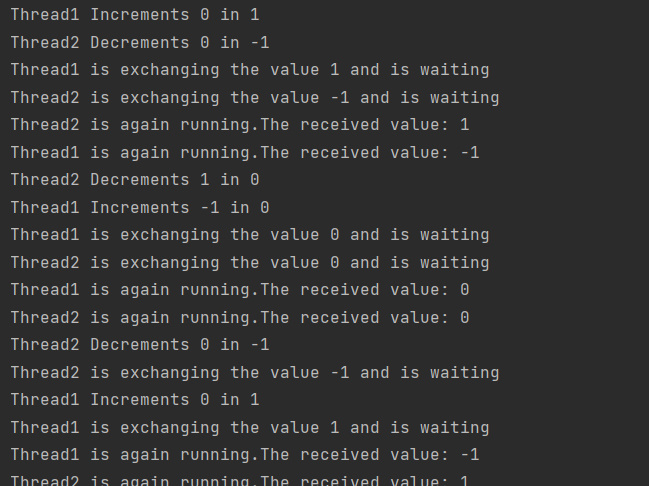 Thread1 Increments 0 in 1
Thread2 Decrements 0 in -1
Thread1 is exchanging the value 1 and is waiting
Thread2 is exchanging the value -1 and is waiting
Thread2 is again running.The received value: 1
Thread1 is again running.The received value: -1
Thread2 Decrements 1 in 0
Thread1 Increments -1 in 0
Thread1 is exchanging the value 0 and is waiting
Thread2 is exchanging the value 0 and is waiting
Thread1 is again running.The received value: 0
Thread2 is again running.The received value: 0
Thread2 Decrements 0 in -1
Thread2 is exchanging the value -1 and is waiting
Thread1 Increments 0 in 1
Thread1 is exchanging the value 1 and is waiting
Thread1 is again running.The received value: -1
Thread2 is again running.The received value: 1